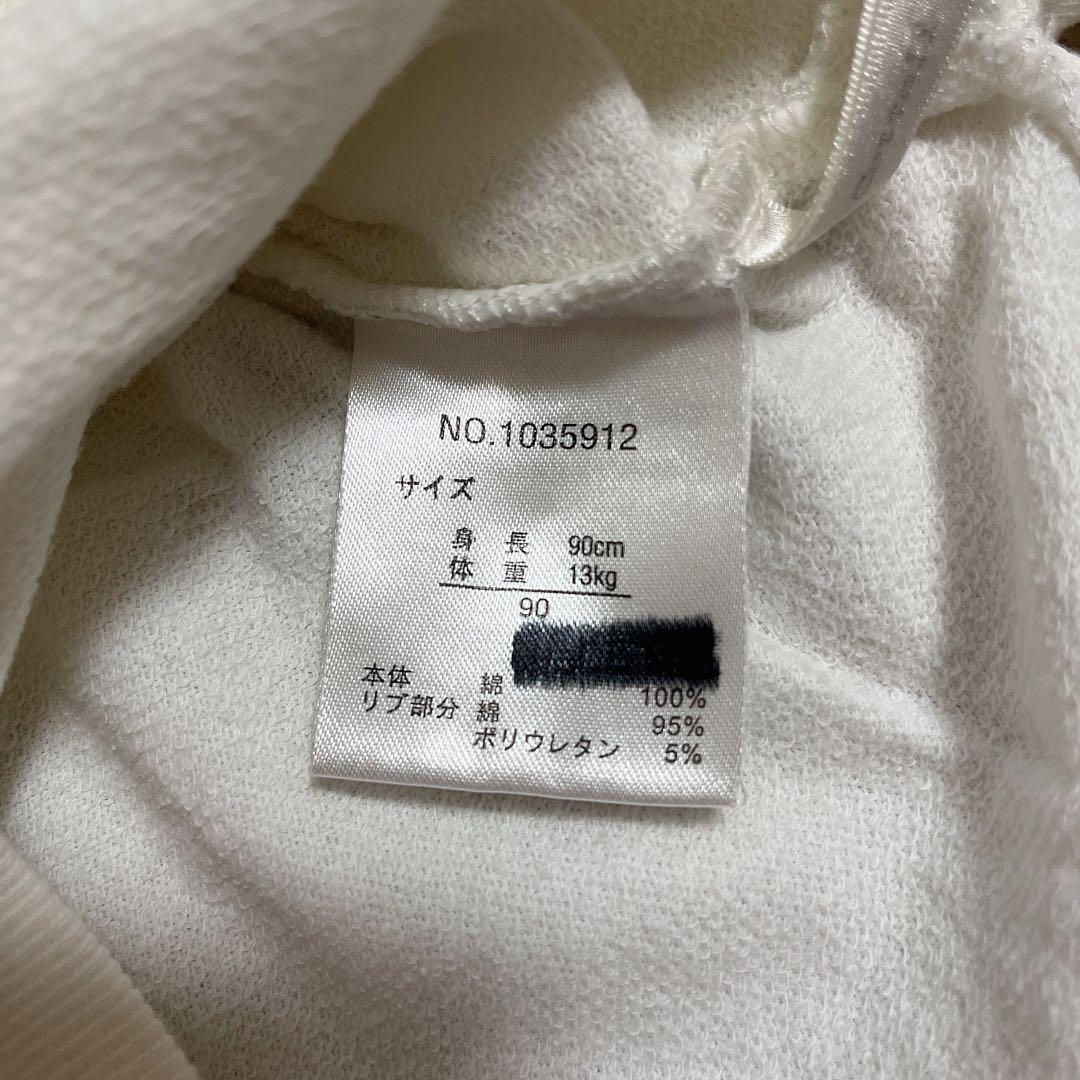 NO.1035912
サイズ
身 長 90cm
体 重 13kg
90
本体 綿 100%
リブ部分 綿 95%
ポリウレタン 5%